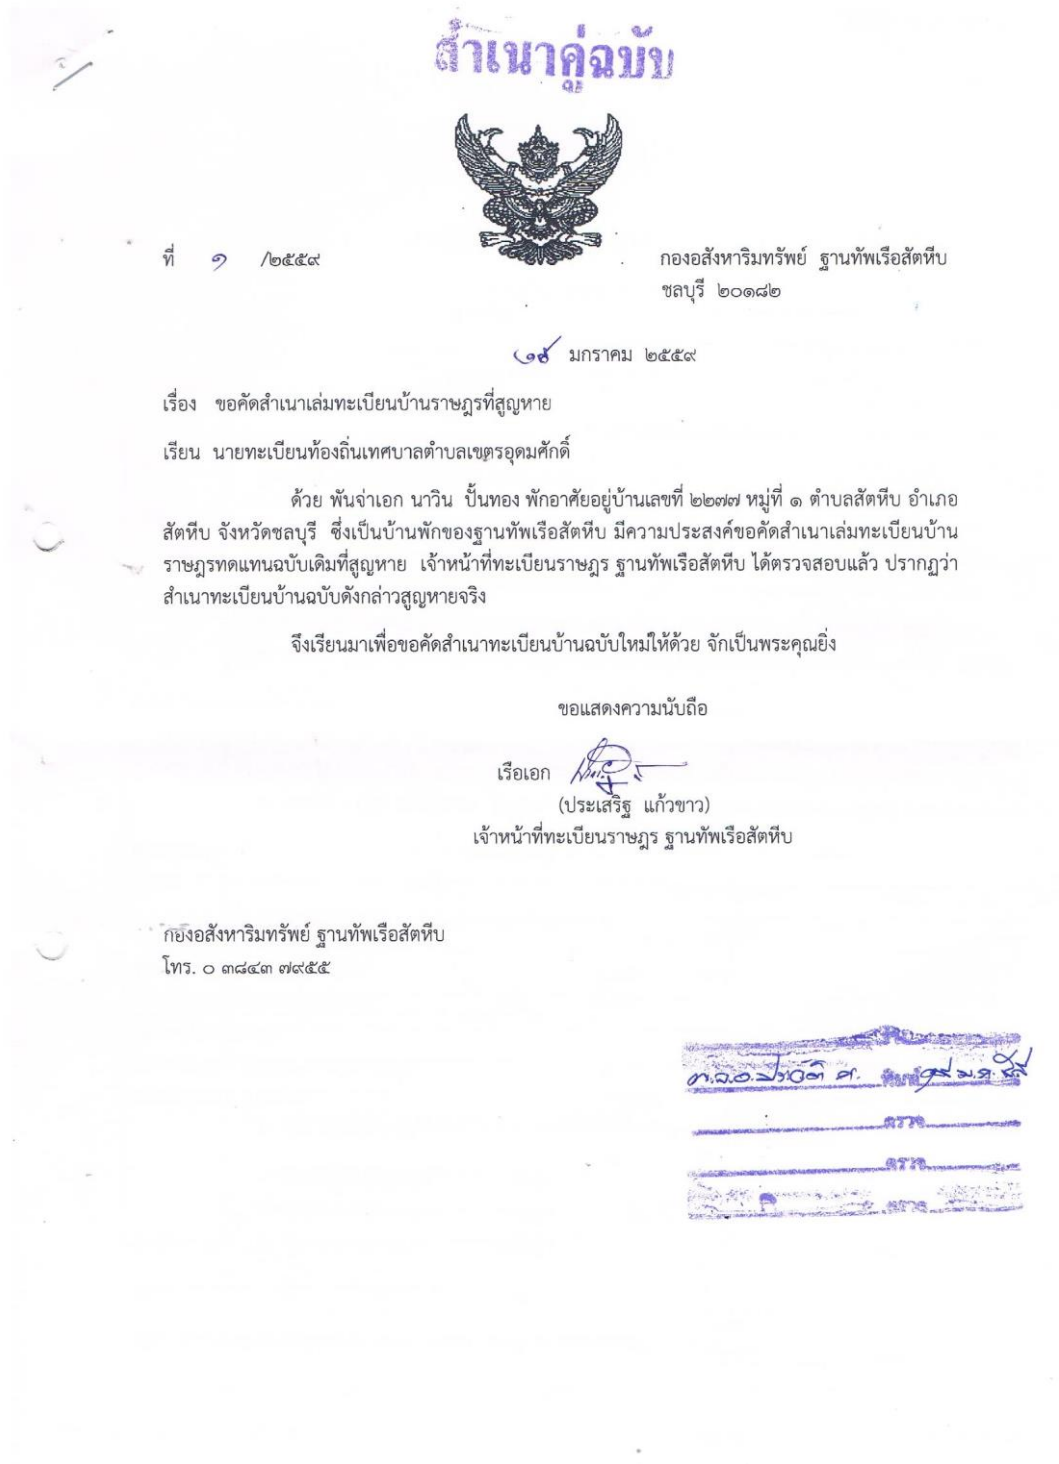 สำเนาคู่ฉบับ
ที่ ๑ /๒๕๕๙
กองอสังหาริมทรัพย์ ฐานทัพเรือสัตหีบ
ชลบุรี ๒๐๑๘๒
มกราคม ๒๕๕๙
เรื่อง ขอคัดสำเนาเล่มทะเบียนบ้านราษฎรที่สูญหาย
เรียน นายทะเบียนท้องถิ่นเทศบาลตำบลเขตรอุดมศักดิ์
ด้วย พันจ่าเอก นาวิน ปั้นทอง พักอาศัยอยู่บ้านเลขที่ ๒๒๗๗ หมู่ที่ ๑ ตำบลสัตหีบ อำเภอ
สัตหีบ จังหวัดชลบุรี ซึ่งเป็นบ้านพักของฐานทัพเรือสัตหีบ มีความประสงค์ขอคัดสำเนาเล่มทะเบียนบ้าน
ราษฎรทดแทนฉบับเดิมที่สูญหาย เจ้าหน้าที่ทะเบียนราษฎร ฐานทัพเรือสัตหีบ ได้ตรวจสอบแล้ว ปรากฏว่า
สำเนาทะเบียนบ้านฉบับดังกล่าวสูญหายจริง
จึงเรียนมาเพื่อขอคัดสำเนาทะเบียนบ้านฉบับใหม่ให้ด้วย จักเป็นพระคุณยิ่ง
ขอแสดงความนับถือ
เรือเอก
(ประเสริฐ แก้วขาว)
เจ้าหน้าที่ทะเบียนราษฎร ฐานทัพเรือสัตหีบ
กองอสังหาริมทรัพย์ ฐานทัพเรือสัตหีบ
โทร. ๐ ๓๘๔๓ ๗๙๕๕
พิมพ์
ตรวจ
ตรวจ
ตรวจ